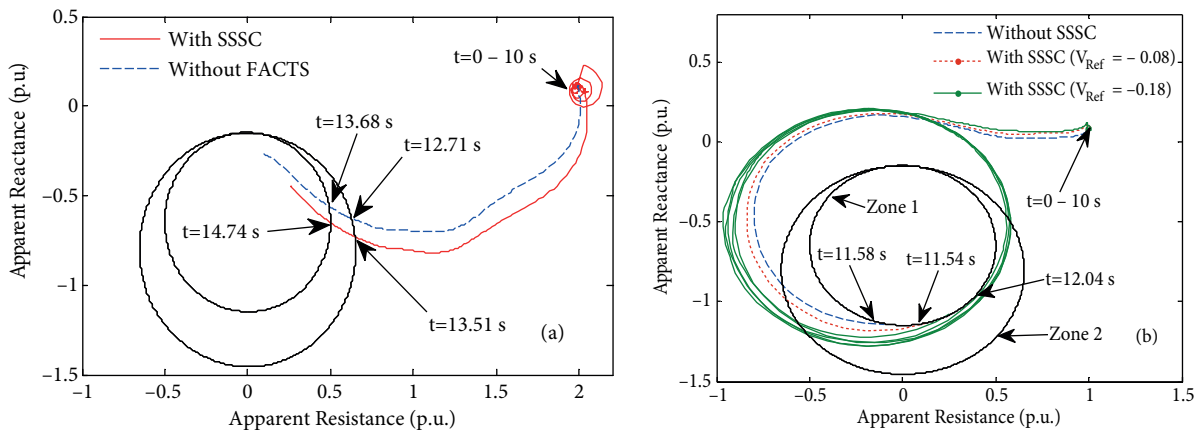 0.5
0
−0.5
−1
−1.5
−1
−0.5
0
0.5
1
1.5
2
Apparent Reactance (p.u.)
Apparent Resistance (p.u.)
With SSSC
Without FACTS
t=0 – 10 s
t=13.68 s
t=12.71 s
t=14.74 s
t=13.51 s
(a)
0.5
0
−0.5
−1
−1.5
−1
−0.5
0
0.5
1
1.5
Apparent Reactance (p.u.)
Apparent Resistance (p.u.)
Without SSSC
With SSSC (VRef = – 0.08)
With SSSC (VRef = –0.18)
t=0 – 10 s
Zone 1
t=11.58 s
t=11.54 s
t=12.04 s
Zone 2
(b)